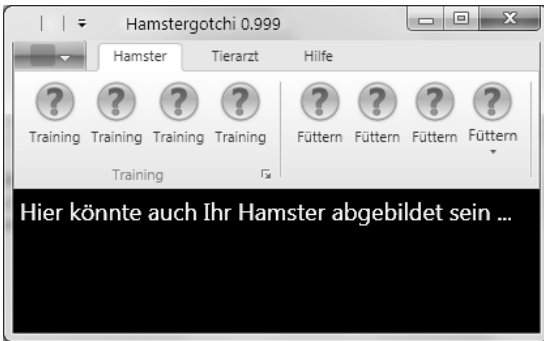 Hamstergotchi 0.999
Hamster Tierarzt Hilfe
Training Training Training Training Füttern Füttern Füttern Füttern
Training
Hier könnte auch Ihr Hamster abgebildet sein ...